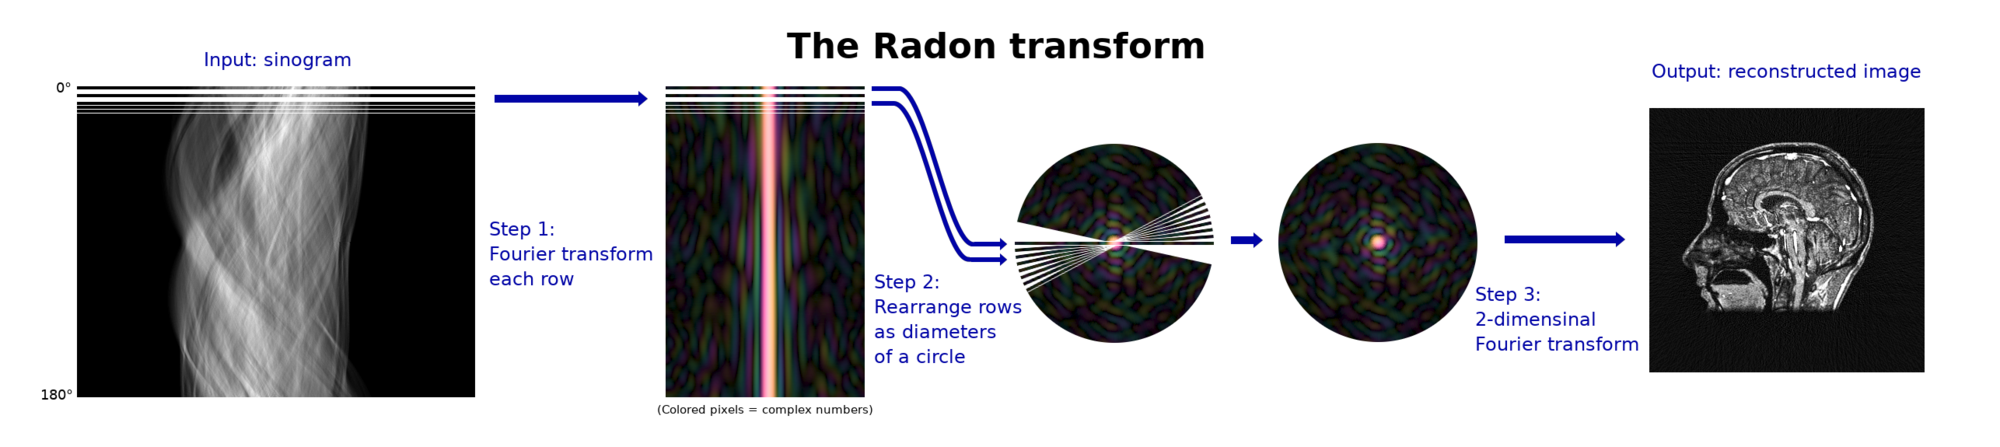 The Radon transform
Input: sinogram
0°
180°
Step 1:
Fourier transform
each row
(Colored pixels = complex numbers)
Step 2:
Rearrange rows
as diameters
of a circle
Step 3:
2-dimensinal
Fourier transform
Output: reconstructed image